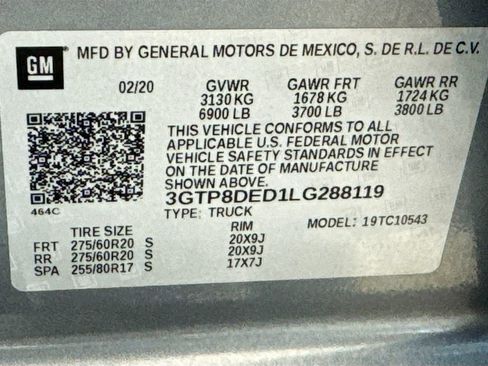 GM MFD BY GENERAL MOTORS DE MEXICO, S. DE R.L. DE C.V.
02/20 GVWR GAWR FRT GAWR RR
3130 KG 1678 KG 1724 KG
6900 LB 3700 LB 3800 LB
THIS VEHICLE CONFORMS TO ALL
APPLICABLE U.S. FEDERAL MOTOR
VEHICLE SAFETY STANDARDS IN EFFECT
ON THE DATE OF MANUFACTURE
SHOWN ABOVE.
3GTP8DED1LG288119
464C TYPE: TRUCK MODEL: 19TC10543
TIRE SIZE RIM
FRT 275/60R20 S 20X9J
RR 275/60R20 S 20X9J
SPA 255/80R17 S 17X7J